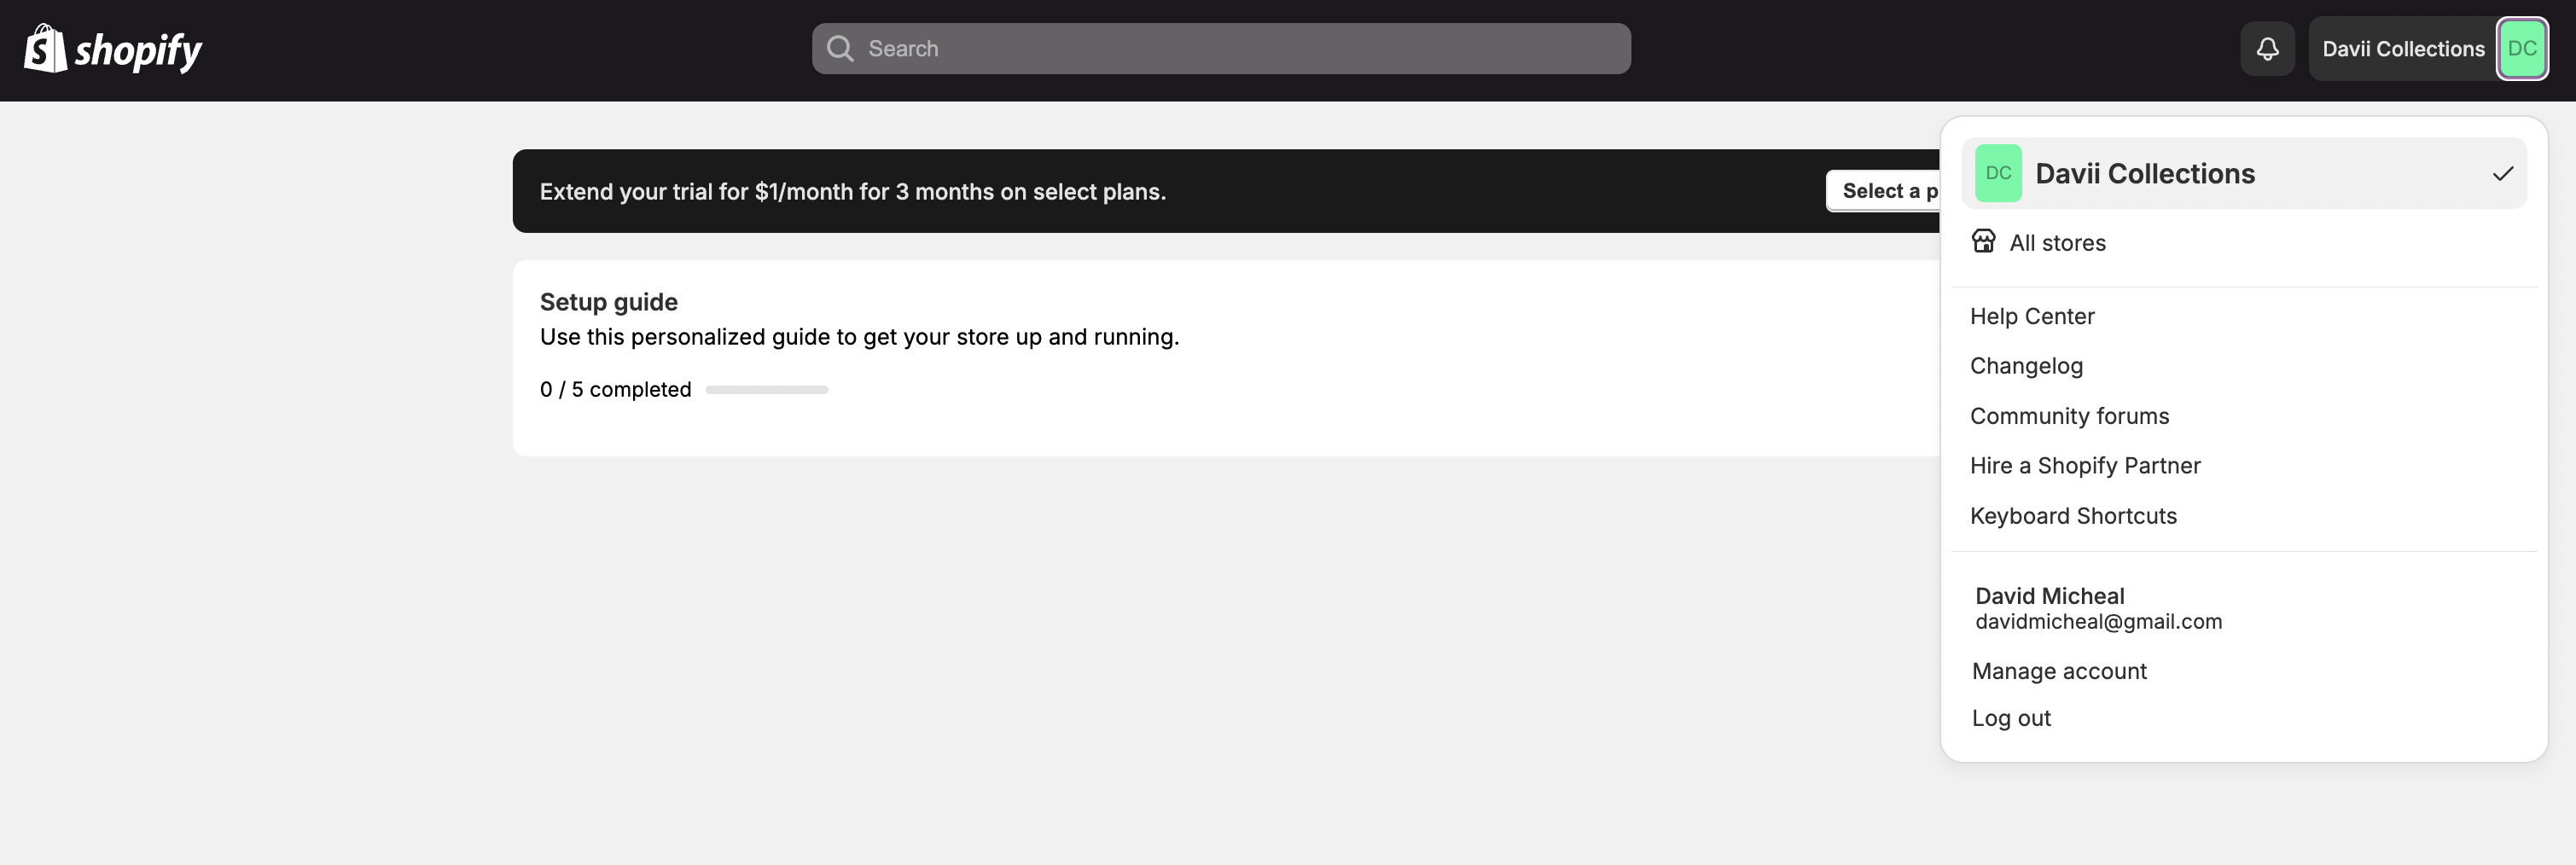 shopify
Search
Davii Collections DC
Extend your trial for $1/month for 3 months on select plans.
Select a p
Setup guide
Use this personalized guide to get your store up and running.
0 / 5 completed
DC Davii Collections
All stores
Help Center
Changelog
Community forums
Hire a Shopify Partner
Keyboard Shortcuts
David Micheal
davidmicheal@gmail.com
Manage account
Log out